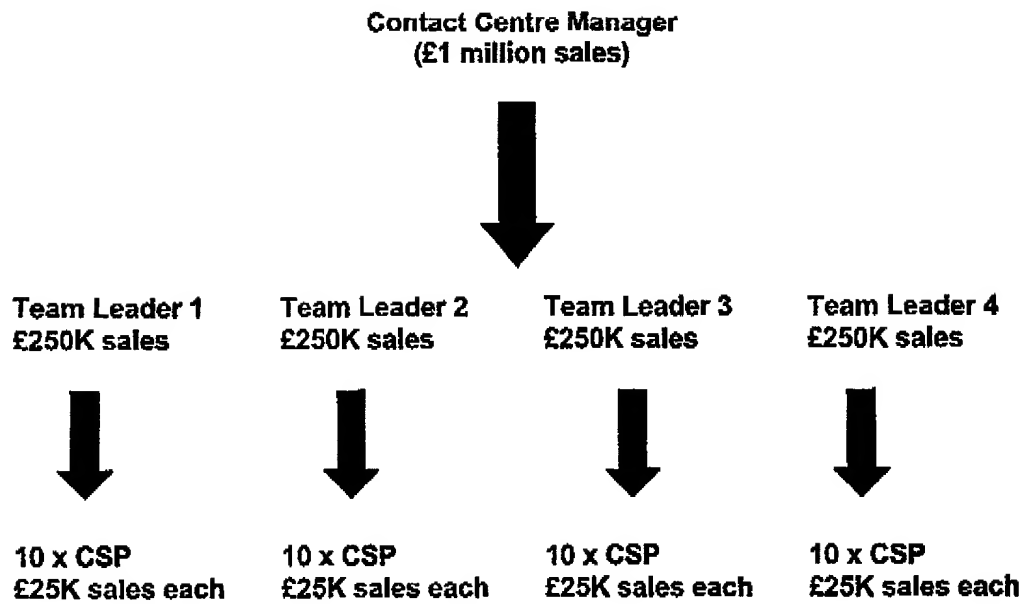 Contact Centre Manager
(£1 million sales)
Team Leader 1
£250K sales
Team Leader 2
£250K sales
Team Leader 3
£250K sales
Team Leader 4
£250K sales
10 x CSP
£25K sales each
10 x CSP
£25K sales each
10 x CSP
£25K sales each
10 x CSP
£25K sales each